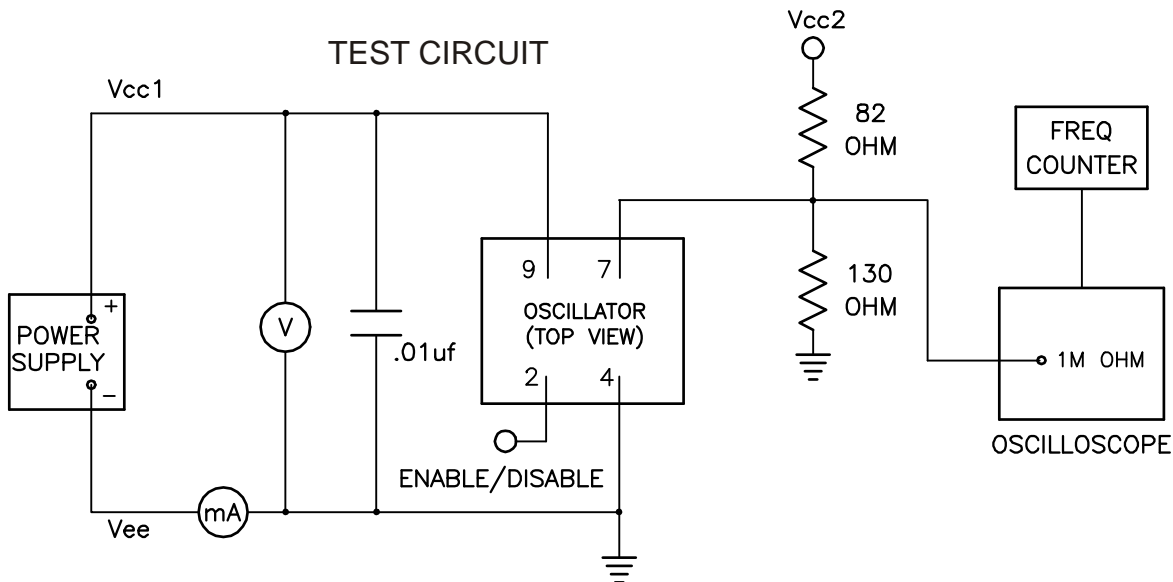 TEST CIRCUIT
Vcc2
Vcc1
82
OHM
FREQ
COUNTER
9 7
OSCILLATOR
(TOP VIEW)
130
OHM
+
POWER
SUPPLY
-
V
.01uf
2 4
1M OHM
OSCILLOSCOPE
ENABLE/DISABLE
Vee
mA